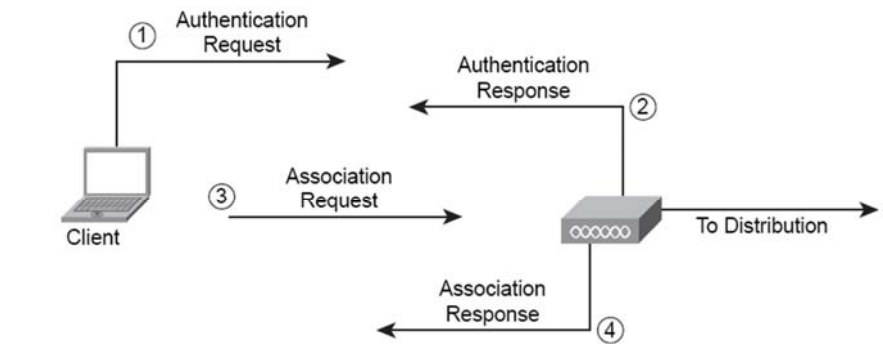 ① Authentication
Request
Authentication
Response
②
Client
③ Association
Request
To Distribution
Association
Response
④